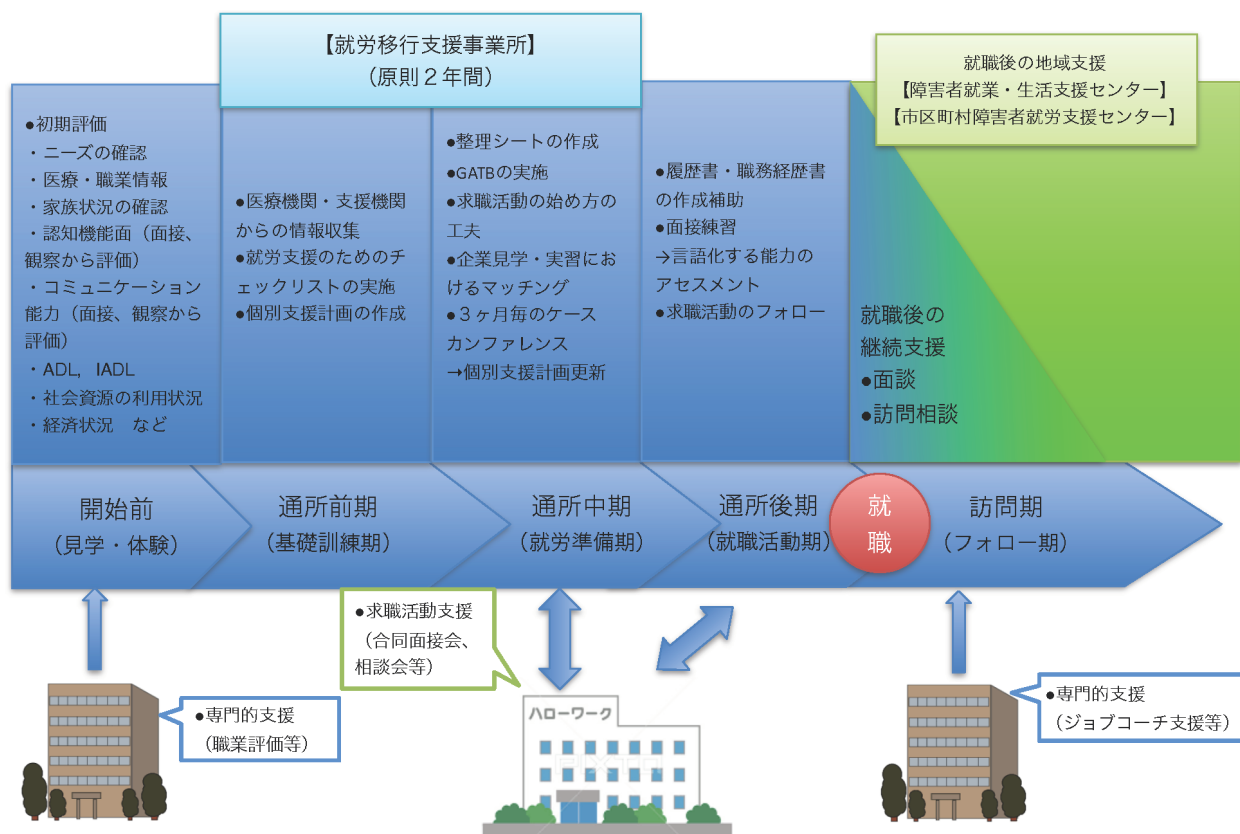 【就労移行支援事業所】
（原則２年間）
就職後の地域支援
【障害者就業・生活支援センター】
【市区町村障害者就労支援センター】
●初期評価
・ニーズの確認
・医療・職業情報
・家族状況の確認
・認知機能面（面接、
観察から評価）
・コミュニケーション
能力（面接、観察から
評価）
・ADL, IADL
・社会資源の利用状況
・経済状況　など
●医療機関・支援機関
からの情報収集
●就労支援のためのチ
ェックリストの実施
●個別支援計画の作成
●整理シートの作成
●GATBの実施
●求職活動の始め方の
工夫
●企業見学・実習にお
けるマッチング
●３ヶ月毎のケース
カンファレンス
→個別支援計画更新
●履歴書・職務経歴書
の作成補助
●面接練習
→言語化する能力の
アセスメント
●求職活動のフォロー
就職後の
継続支援
●面談
●訪問相談
開始前
（見学・体験）
通所前期
（基礎訓練期）
通所中期
（就労準備期）
通所後期
（就職活動期）
就
職
訪問期
（フォロー期）
●求職活動支援
（合同面接会、
相談会等）
●専門的支援
（職業評価等）
ハローワーク
●専門的支援
（ジョブコーチ支援等）